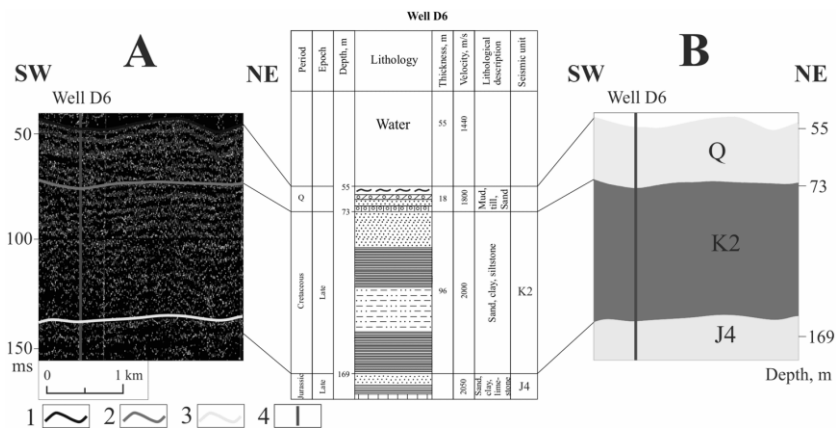 Well D6
A
SW
NE
Well D6
50
100
150
ms
0 1 km
Period
Epoch
Depth, m
Lithology
Thickness, m
Velocity, m/s
Lithological
description
Seismic unit
Water
55
1440
55
Q
18
1800
Mud,
till,
Sand
73
Cretaceous
Late
96
2000
Sand, clay, siltstone
K2
169
Jurassic
Late
2050
Sand,
clay,
lime-
stone
J4
B
SW
NE
Well D6
Q
K2
J4
55
73
169
Depth, m
1 2 3 4